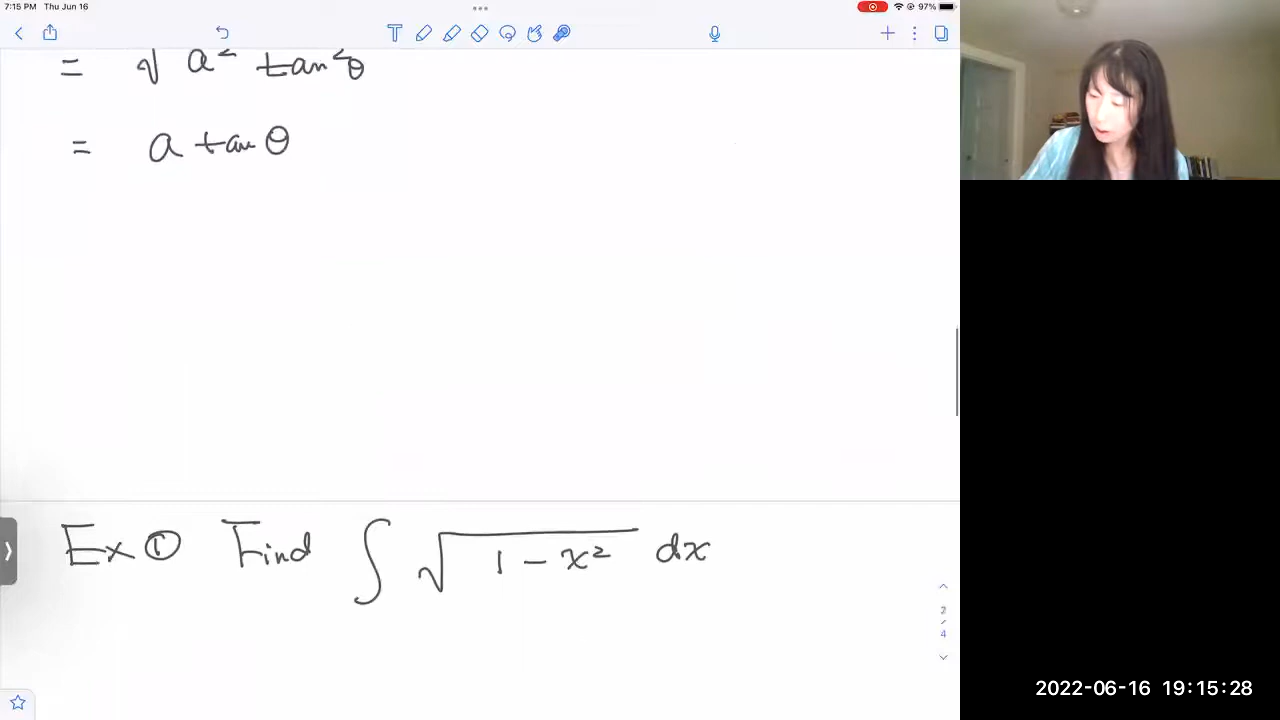 7:15 PM Thu Jun 16
97%
= √ a² tan²θ
= a tan θ
Ex ① Find ∫ √ 1 - x² dx
2
/
4
2022-06-16 19:15:28